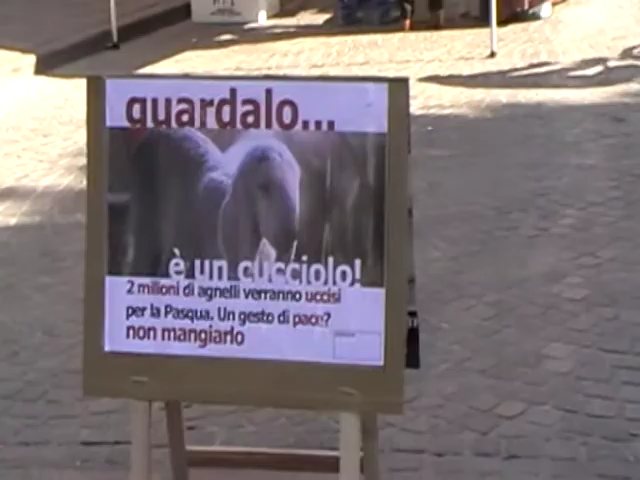 guardalo...
è un cucciolo!
2 milioni di agnelli verranno uccisi
per la Pasqua. Un gesto di pace?
non mangiarlo